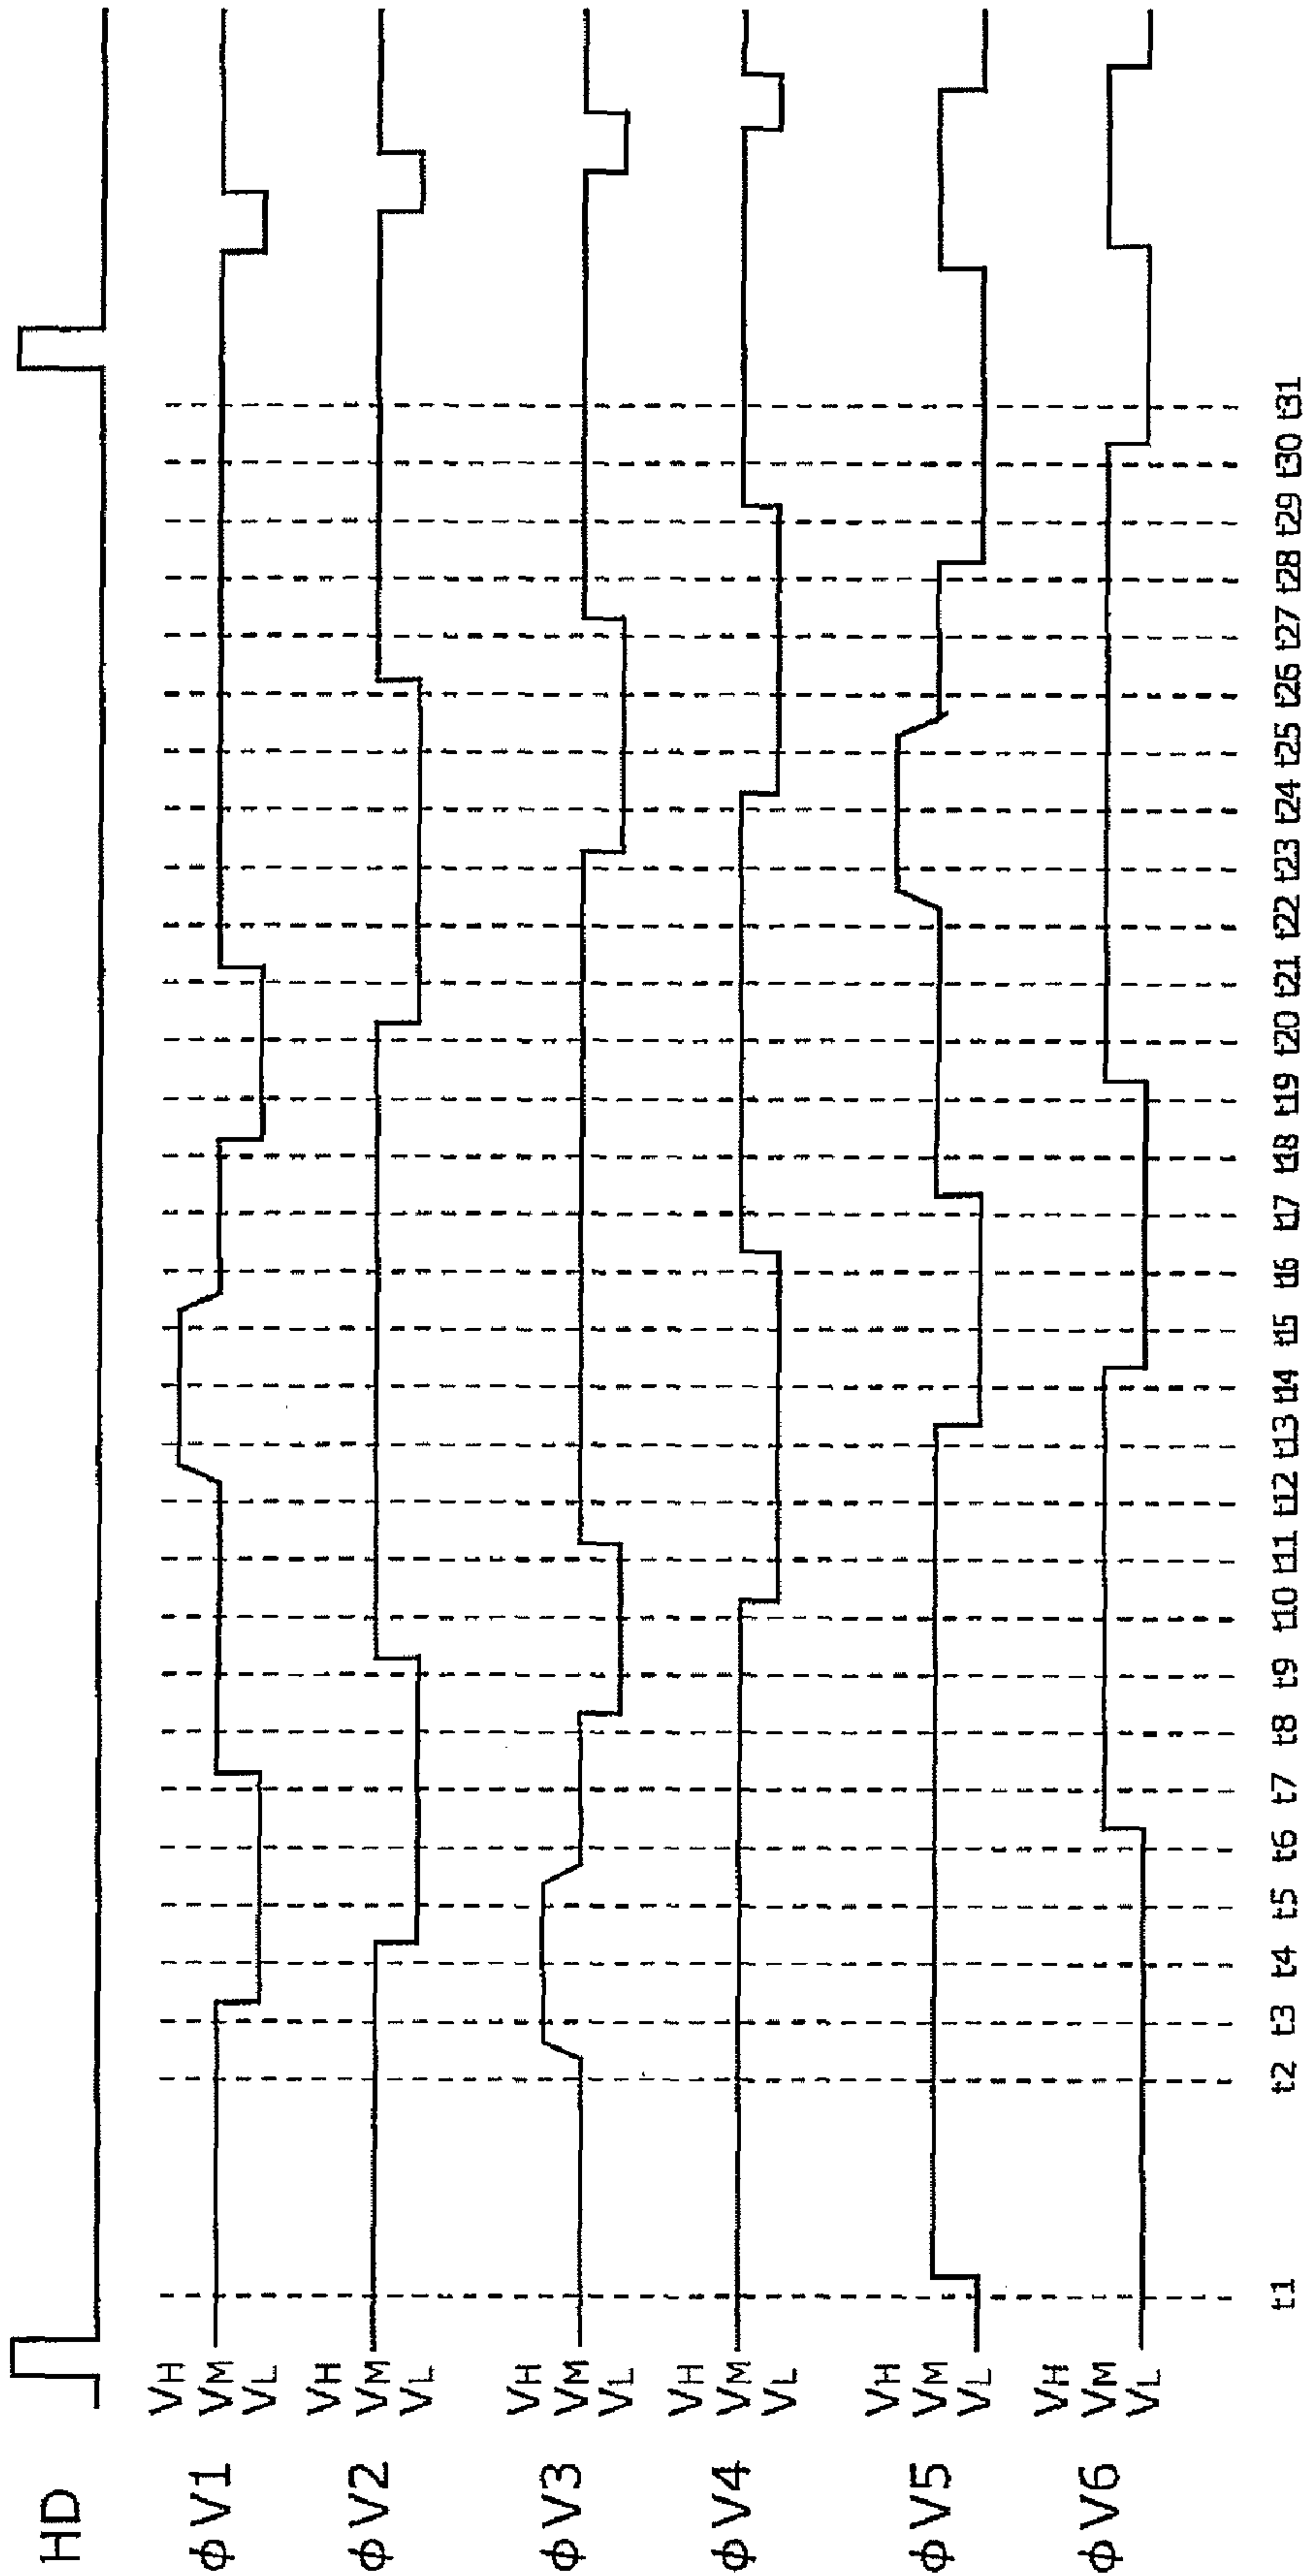 HD
φV1 VH
VM
VL
φV2 VH
VM
VL
φV3 VH
VM
VL
φV4 VH
VM
VL
φV5 VH
VM
VL
φV6 VH
VM
VL
t1 t2 t3 t4 t5 t6 t7 t8 t9 t10 t11 t12 t13 t14 t15 t16 t17 t18 t19 t20 t21 t22 t23 t24 t25 t26 t27 t28 t29 t30 t31